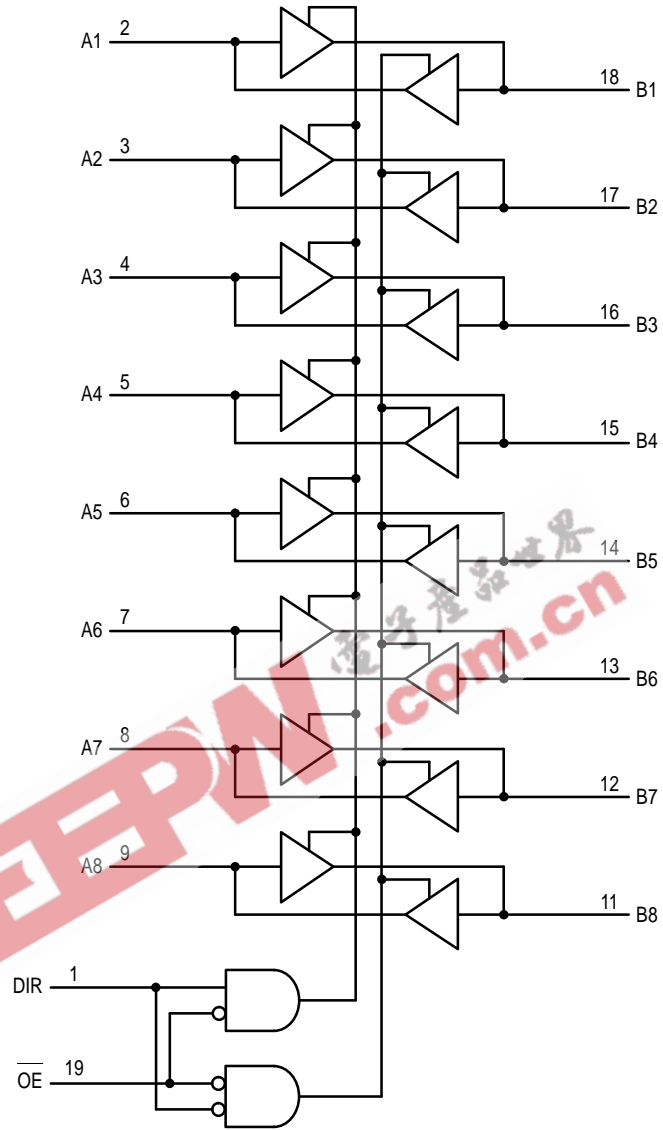 A1 2
18 B1
A2 3
17 B2
A3 4
16 B3
A4 5
15 B4
A5 6
14 B5
電子產品世界
A6 7
.com.cn
13 B6
A7 8
EEPW
12 B7
A8 9
11 B8
DIR 1
OE 19